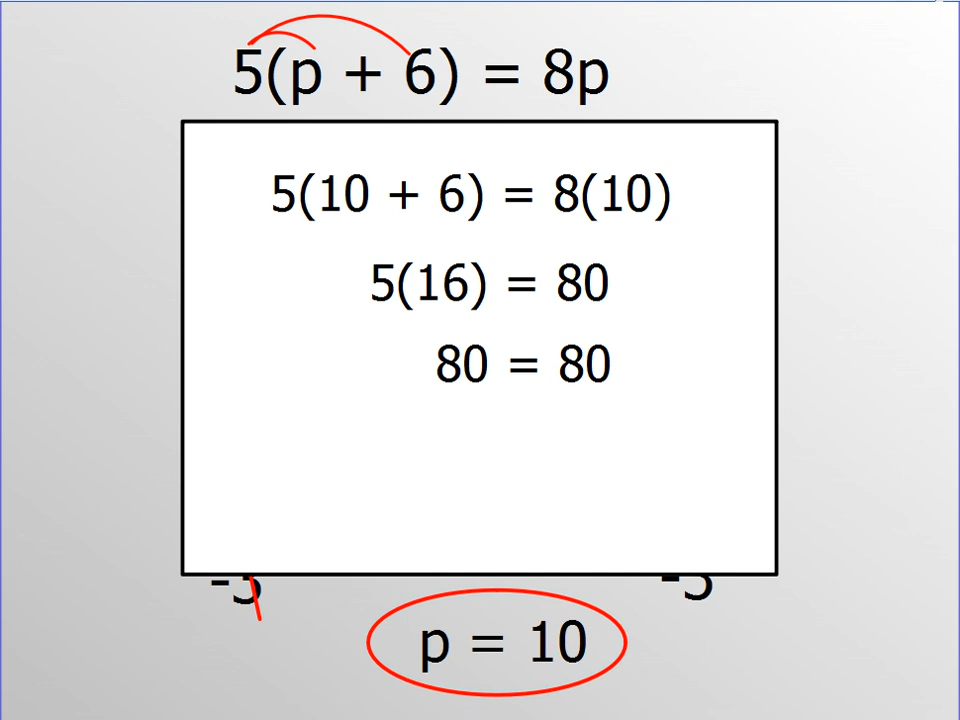 5(p + 6) = 8p
5(10 + 6) = 8(10)
5(16) = 80
80 = 80
p = 10